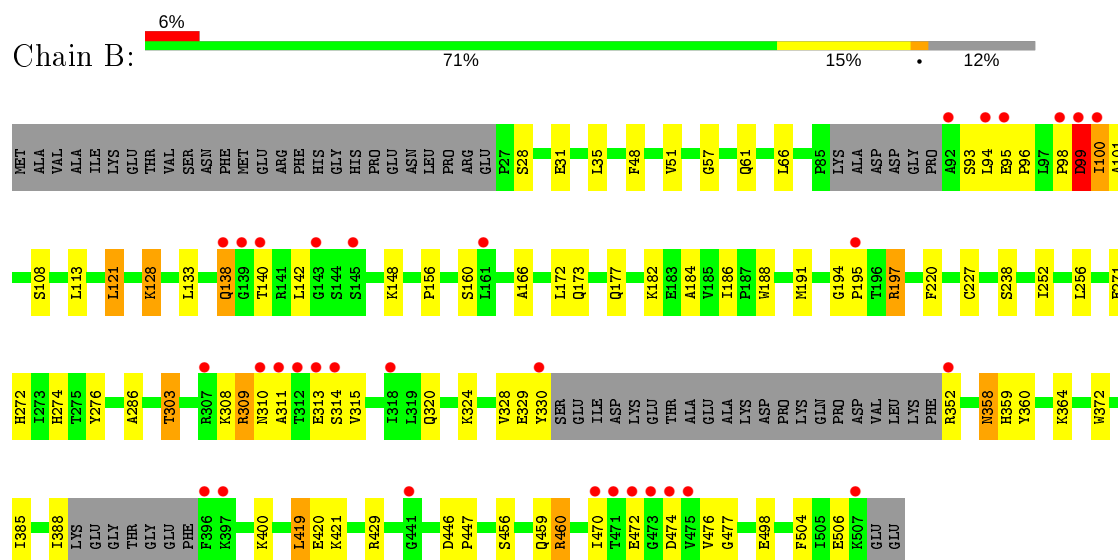 6%
Chain B:
71% 15% • 12%
MET ALA VAL ALA ILE LYS GLU THR VAL SER ASN PHE MET GLU ARG PHE HIS GLY HIS PRO GLU ASN LEU PRO ARG GLU P27 S28 E31 L35 F48 V51 G57 Q61 L66 P85 LYS ALA ASP ASP GLY PRO A92 S93 L94 E95 P96 L97 P98 D99 I100 A101
S108 L113 L121 K128 L133 Q138 G139 T140 R141 L142 G143 S144 S145 K148 P156 S160 L161 A166 L172 Q173 Q177 K182 E183 A184 V185 I186 P187 W188 M191 G194 P195 T196 R197 F220 C227 S238 I252 L256 E271
H272 I273 H274 T275 Y276 A286 T303 R307 K308 R309 N310 A311 T312 E313 S314 V315 I318 L319 Q320 K324 V328 E329 Y330 SER GLU ILE ASP LYS GLU THR ALA GLU ALA LYS ASP PRO LYS GLN PRO ASP VAL LEU LYS PHE R352 N358 H359 Y360 K364 W372
I385 I388 LYS GLU GLY THR GLY GLU PHE F396 K397 K400 L419 E420 K421 R429 G441 D446 P447 S456 Q459 R460 I470 T471 E472 G473 D474 V475 V476 G477 E498 F504 I505 E506 K507 GLU GLU